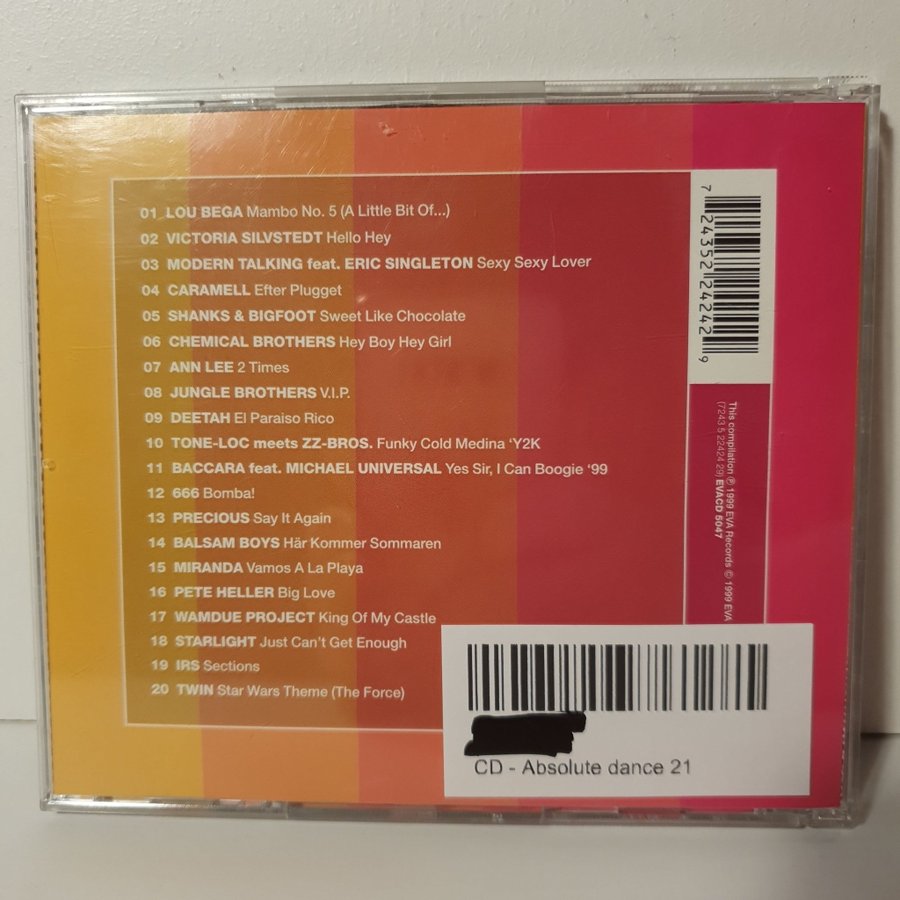 01 LOU BEGA Mambo No. 5 (A Little Bit Of...)
02 VICTORIA SILVSTEDT Hello Hey
03 MODERN TALKING feat. ERIC SINGLETON Sexy Sexy Lover
04 CARAMELL Efter Plugget
05 SHANKS & BIGFOOT Sweet Like Chocolate
06 CHEMICAL BROTHERS Hey Boy Hey Girl
07 ANN LEE 2 Times
08 JUNGLE BROTHERS V.I.P.
09 DEETAH El Paraiso Rico
10 TONE-LOC meets ZZ-BROS. Funky Cold Medina ‘Y2K
11 BACCARA feat. MICHAEL UNIVERSAL Yes Sir, I Can Boogie ‘99
12 666 Bomba!
13 PRECIOUS Say It Again
14 BALSAM BOYS Här Kommer Sommaren
15 MIRANDA Vamos A La Playa
16 PETE HELLER Big Love
17 WAMDUE PROJECT King Of My Castle
18 STARLIGHT Just Can't Get Enough
19 IRS Sections
20 TWIN Star Wars Theme (The Force)
7 24352 24242 9
This compilation ℗ 1999 EVA Records © 1999 EVA
(7243 5 22424 29) EVACD 5047
CD - Absolute dance 21